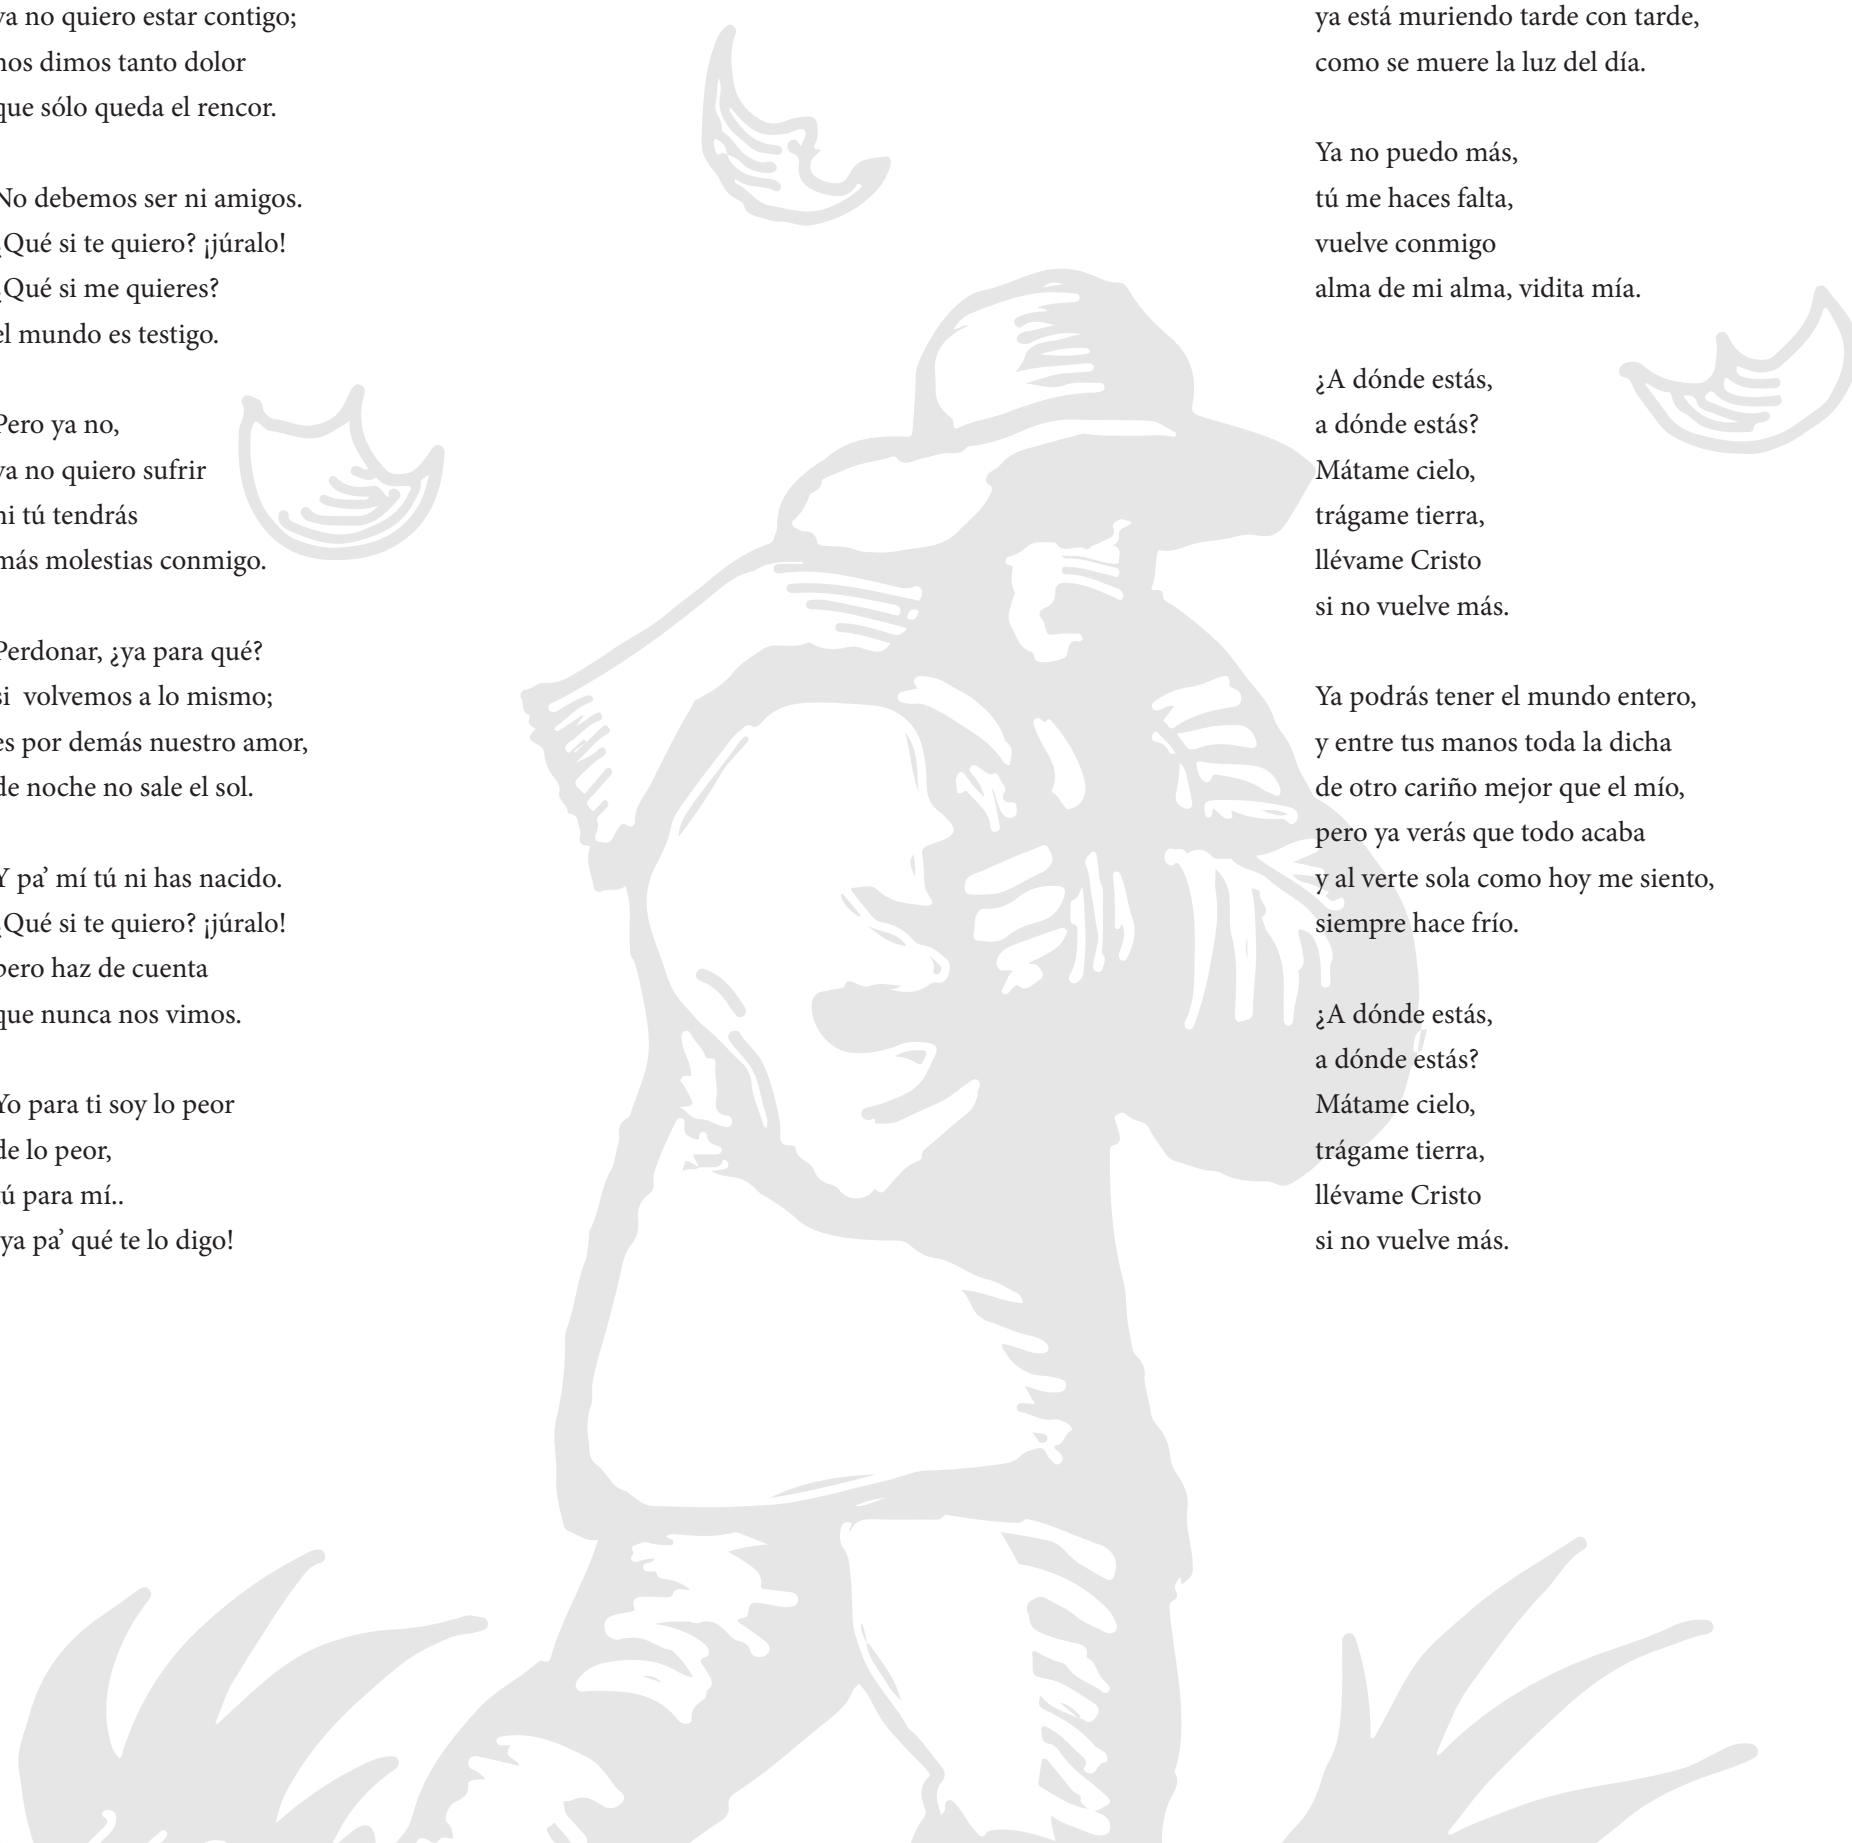 ya no quiero estar contigo;
nos dimos tanto dolor
que sólo queda el rencor.

No debemos ser ni amigos.
¿Qué si te quiero? ¡júralo!
¿Qué si me quieres?
el mundo es testigo.

Pero ya no,
ya no quiero sufrir
ni tú tendrás
más molestias conmigo.

Perdonar, ¿ya para qué?
si  volvemos a lo mismo;
es por demás nuestro amor,
de noche no sale el sol.

Y pa’ mí tú ni has nacido.
¿Qué si te quiero? ¡júralo!
pero haz de cuenta
que nunca nos vimos.

Yo para ti soy lo peor
de lo peor,
tú para mí..
ya pa’ qué te lo digo!

ya está muriendo tarde con tarde,
como se muere la luz del día.

Ya no puedo más,
tú me haces falta,
vuelve conmigo
alma de mi alma, vidita mía.

¿A dónde estás,
a dónde estás?
Mátame cielo,
trágame tierra,
llévame Cristo
si no vuelve más.

Ya podrás tener el mundo entero,
y entre tus manos toda la dicha
de otro cariño mejor que el mío,
pero ya verás que todo acaba
y al verte sola como hoy me siento,
siempre hace frío.

¿A dónde estás,
a dónde estás?
Mátame cielo,
trágame tierra,
llévame Cristo
si no vuelve más.